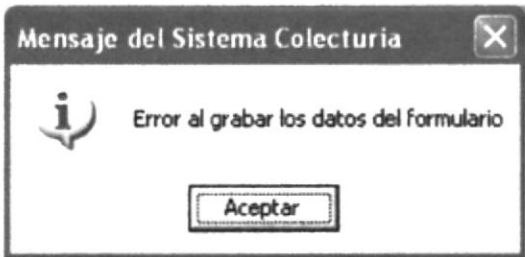 Mensaje del Sistema Colecturia
Error al grabar los datos del formulario
Aceptar